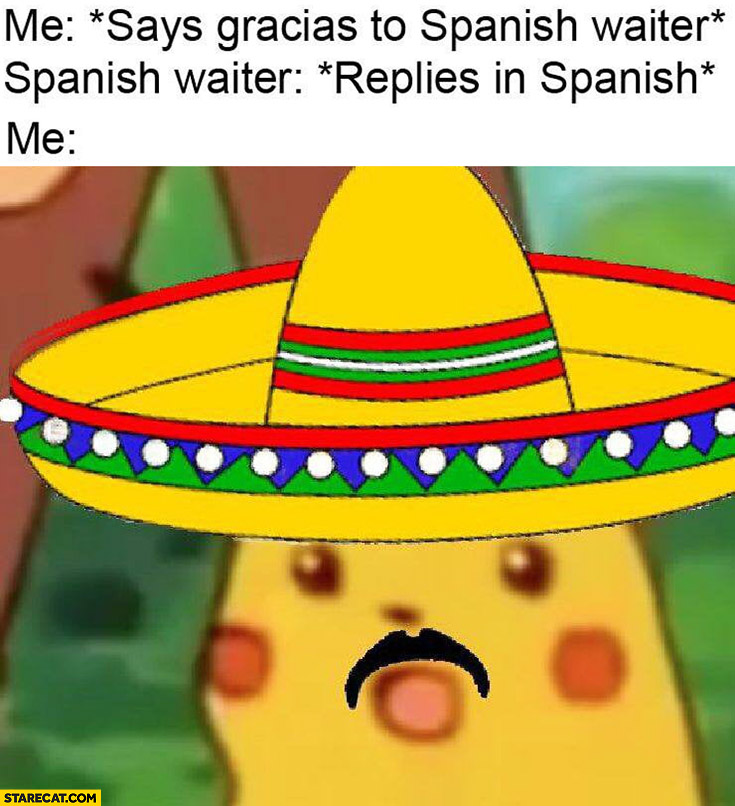 Me: *Says gracias to Spanish waiter*
Spanish waiter: *Replies in Spanish*
Me:
STARECAT.COM